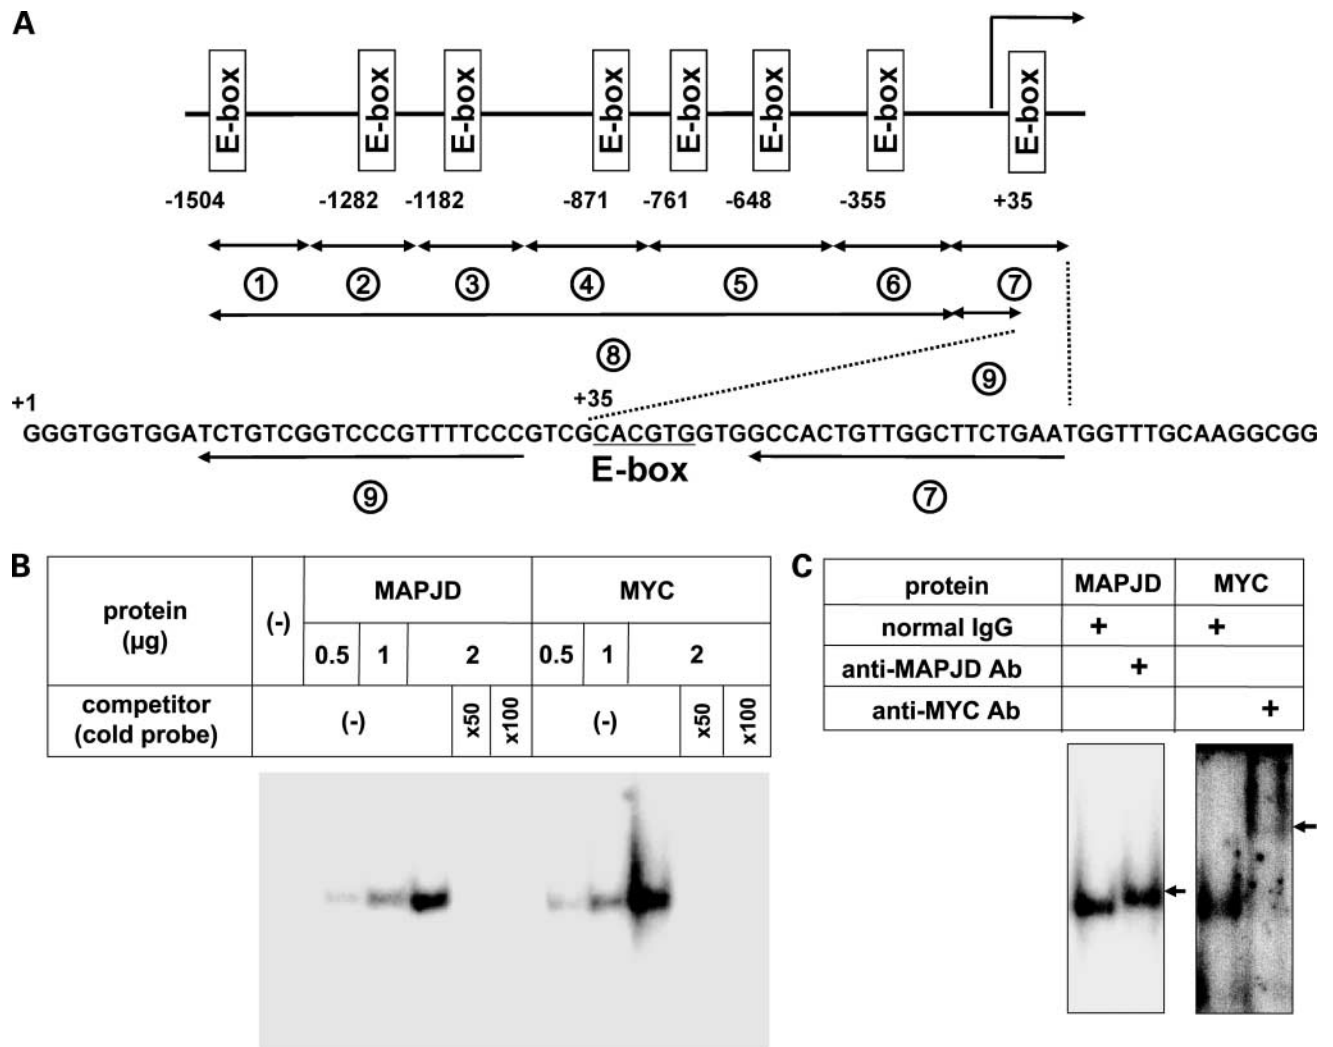 A
E-box E-box E-box E-box E-box E-box E-box E-box
-1504 -1282 -1182 -871 -761 -648 -355 +35
① ② ③ ④ ⑤ ⑥ ⑦
⑧ ⑨
+1 +35
GGGTGGTGGATCTGTCGGTCCCGTTTTCCCGTCGCACGTGGTGGCCACTGTTGGCTTCTGAATGGTTTGCAAGGCGG
E-box
⑨ ⑦
B
protein (-) MAPJD MYC
(µg) 0.5 1 2 0.5 1 2
competitor (-) x50 x100 (-) x50 x100
(cold probe)
C
protein MAPJD MYC
normal IgG + +
anti-MAPJD Ab +
anti-MYC Ab +